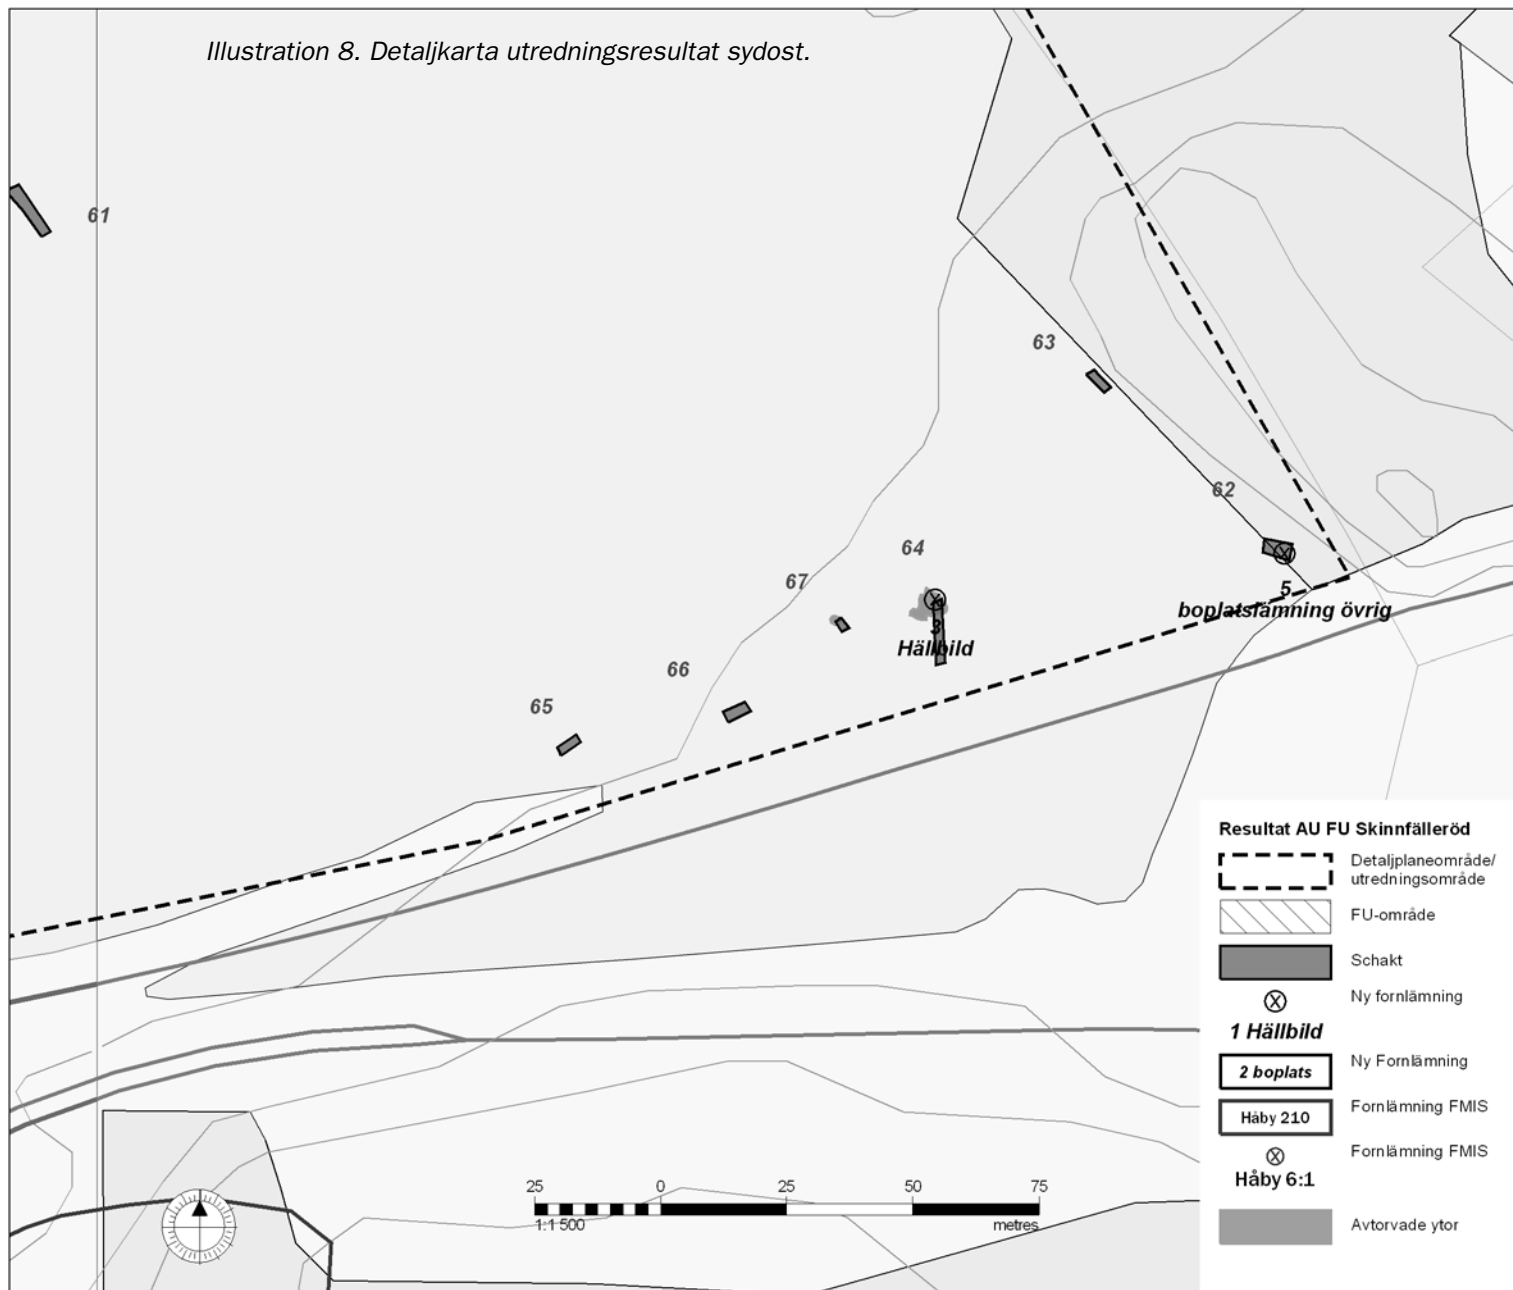 Illustration 8. Detaljkarta utredningsresultat sydost.
61
63
62
64
67
5
boplatslämning övrig
3
Hällbild
66
65
Resultat AU FU Skinnfälleröd
Detaljplaneområde/
utredningsområde
FU-område
Schakt
Ny fornlämning
1 Hällbild
2 boplats
Ny Fornlämning
Håby 210
Fornlämning FMIS
Fornlämning FMIS
Håby 6:1
Avtorvade ytor
25 0 25 50 75
1:1 500 metres